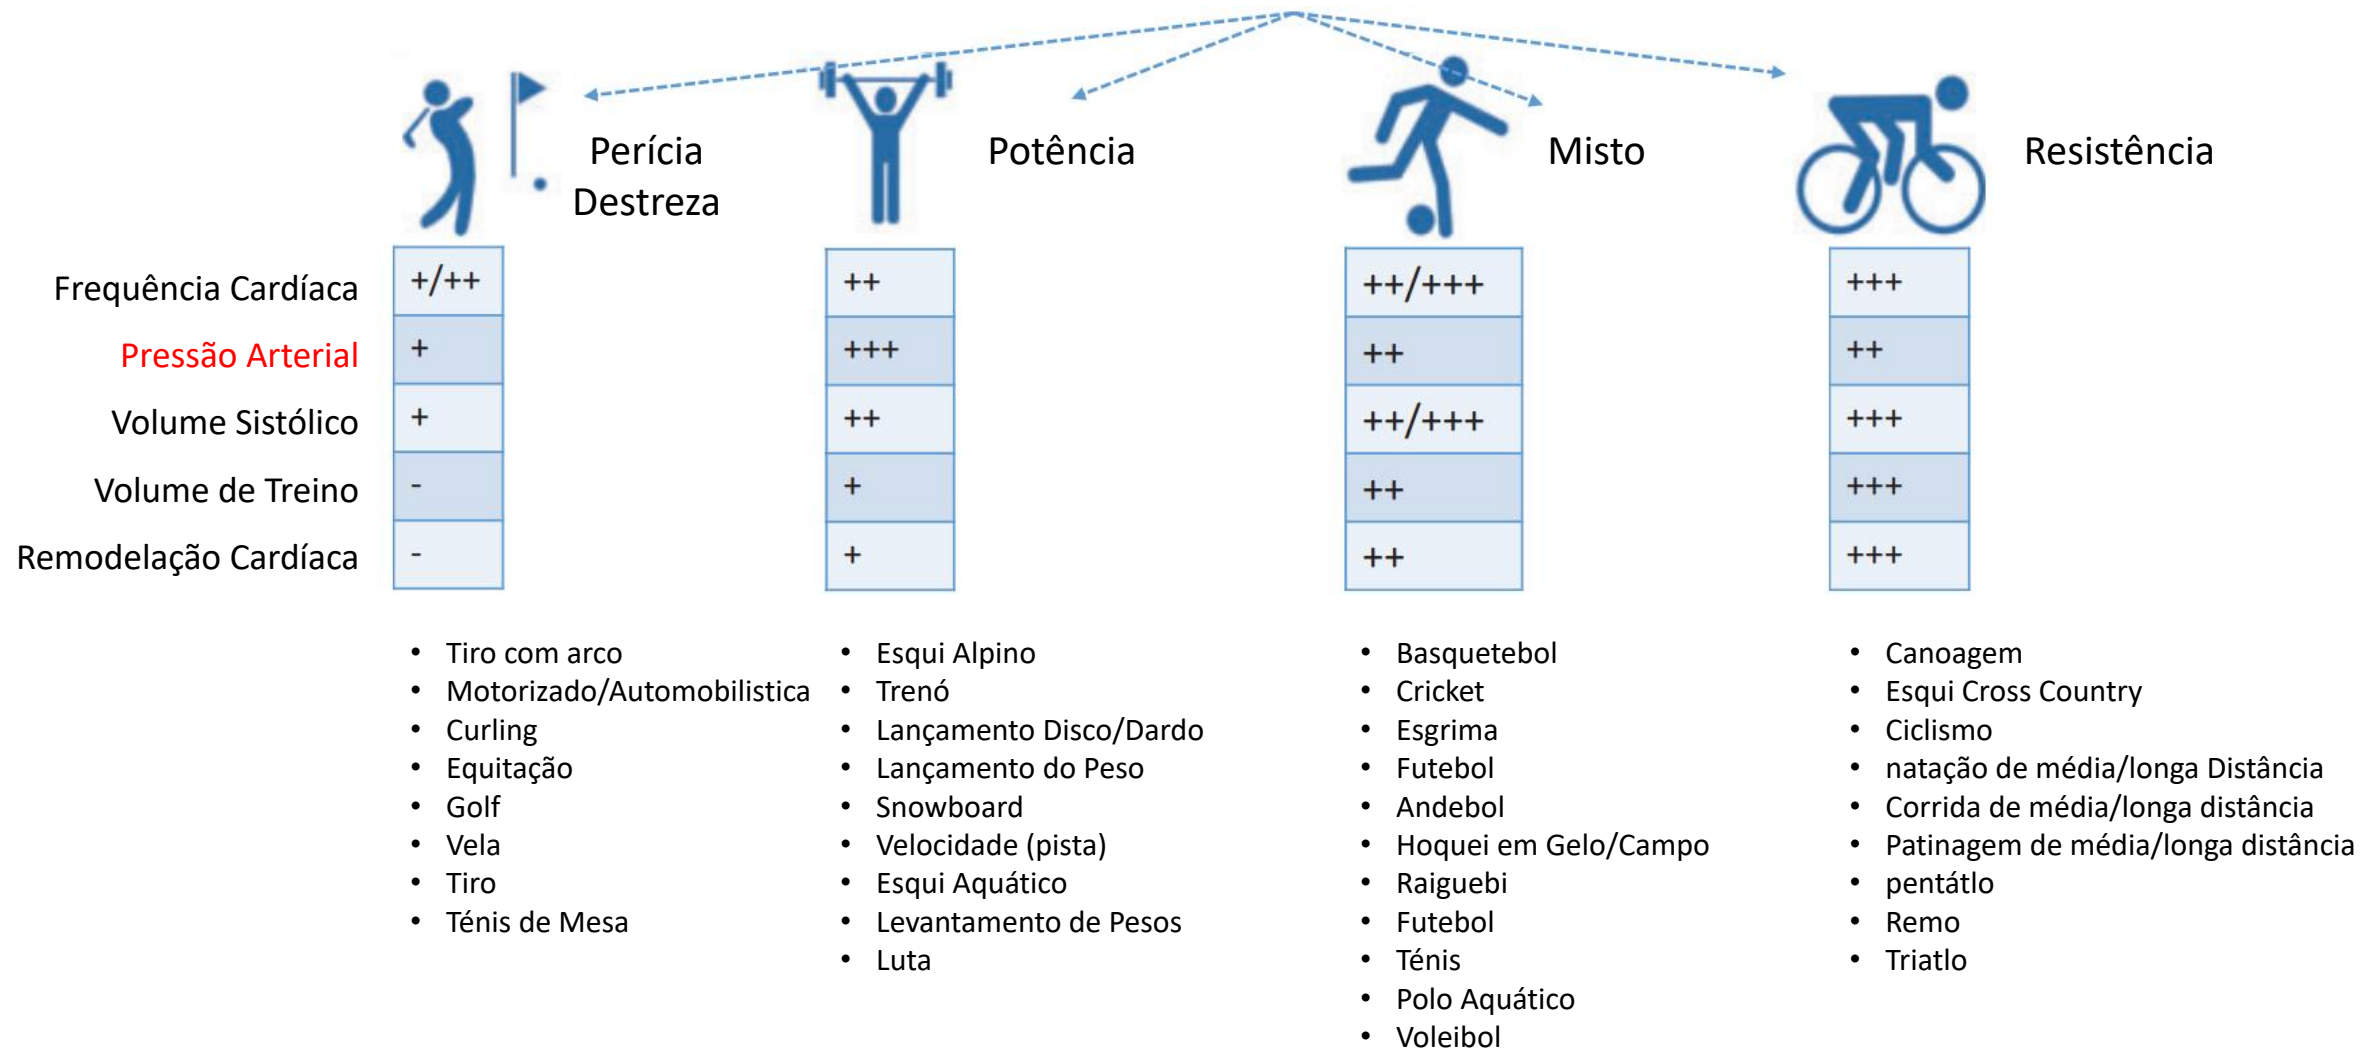 Perícia
Destreza
Potência
Misto
Resistência
Frequência Cardíaca +/++ ++ ++/+++ +++
Pressão Arterial + +++ ++ ++
Volume Sistólico + ++ ++/+++ +++
Volume de Treino - + ++ +++
Remodelação Cardíaca - + ++ +++
• Tiro com arco
• Motorizado/Automobilistica
• Curling
• Equitação
• Golf
• Vela
• Tiro
• Ténis de Mesa
• Esqui Alpino
• Trenó
• Lançamento Disco/Dardo
• Lançamento do Peso
• Snowboard
• Velocidade (pista)
• Esqui Aquático
• Levantamento de Pesos
• Luta
• Basquetebol
• Cricket
• Esgrima
• Futebol
• Andebol
• Hoquei em Gelo/Campo
• Raiguebi
• Futebol
• Ténis
• Polo Aquático
• Voleibol
• Canoagem
• Esqui Cross Country
• Ciclismo
• natação de média/longa Distância
• Corrida de média/longa distância
• Patinagem de média/longa distância
• pentátlo
• Remo
• Triatlo